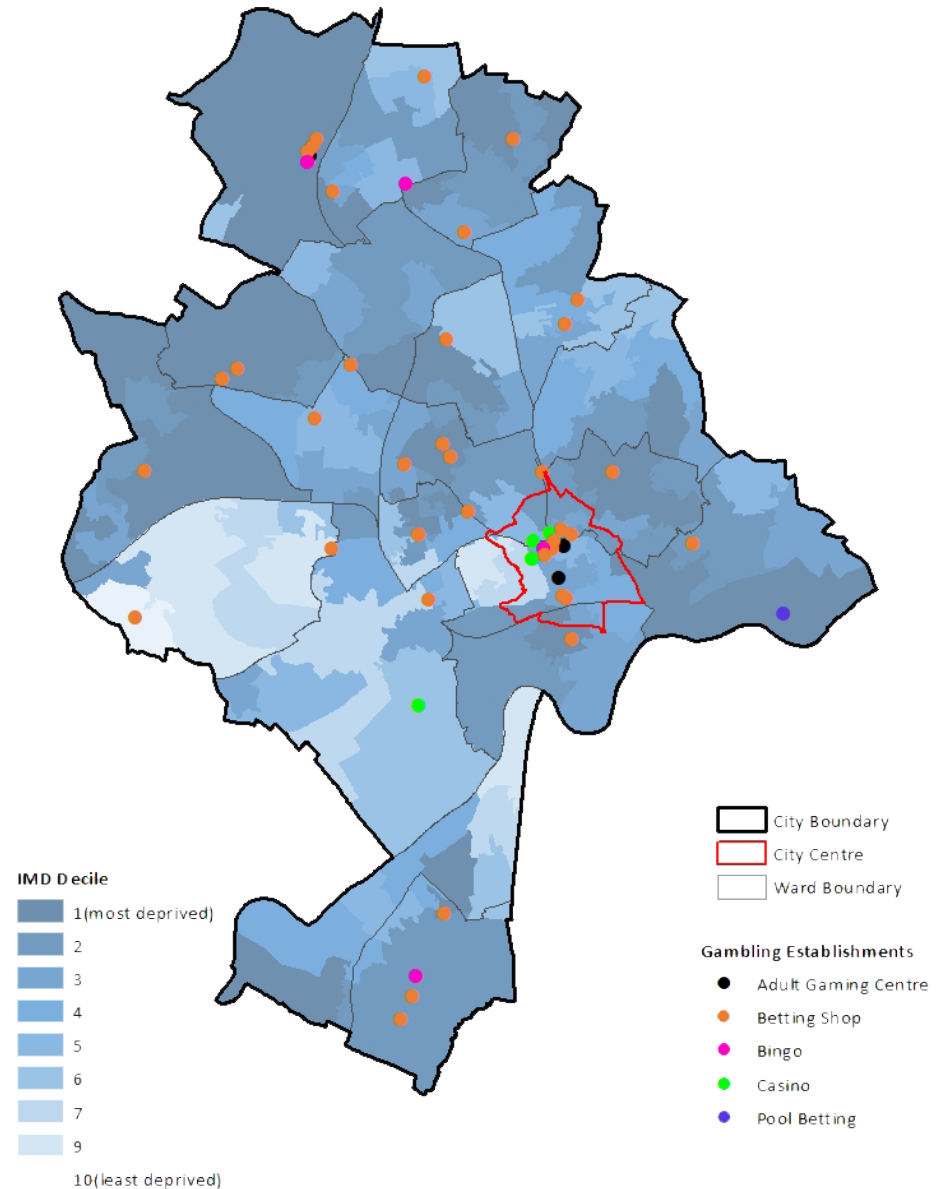 City Boundary
City Centre
Ward Boundary
IMD Decile
1(most deprived)
2
3
4
5
6
7
9
10(least deprived)
Gambling Establishments
Adult Gaming Centre
Betting Shop
Bingo
Casino
Pool Betting